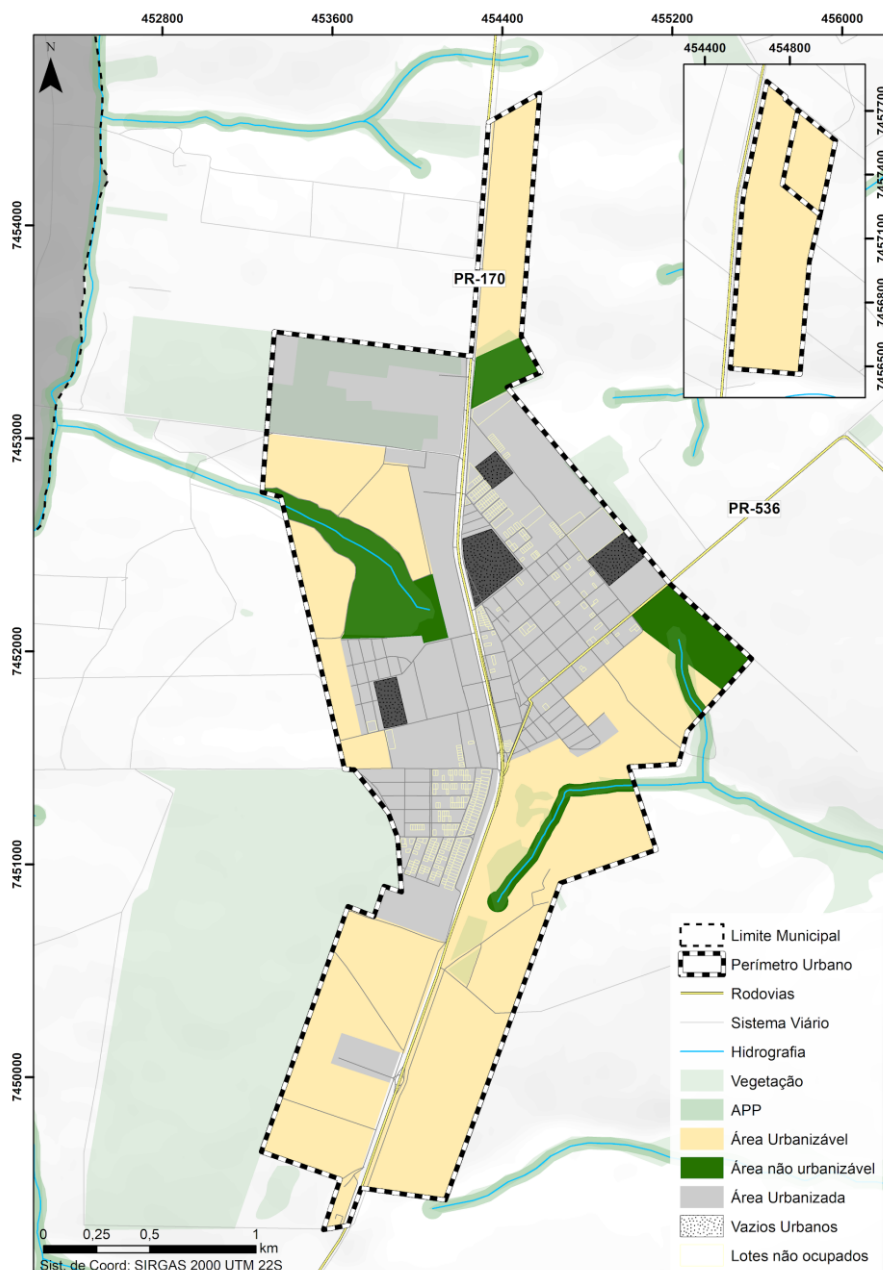 452800 453600 454400 455200 456000
N
454400 454800
7457700
7457400
7457100
7456800
7456500
7454000
PR-170
7453000
PR-536
7452000
7451000
7450000
Limite Municipal
Perímetro Urbano
Rodovias
Sistema Viário
Hidrografia
Vegetação
APP
Área Urbanizável
Área não urbanizável
Área Urbanizada
Vazios Urbanos
Lotes não ocupados
0 0,25 0,5 1
km
Sist. de Coord: SIRGAS 2000 UTM 22S